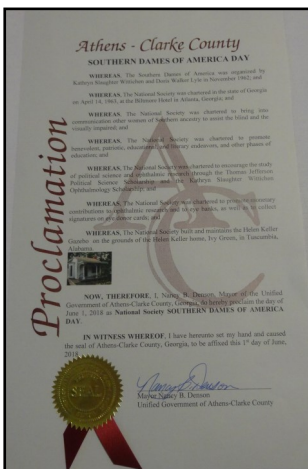 Athens - Clarke County
SOUTHERN DAMES OF AMERICA DAY
WHEREAS, The Southern Dames of America was organized by
Kathryn Slaughter Wittichen and Doris Walker Lyle in November 1962; and
WHEREAS, The National Society was chartered in the state of Georgia
on April 19, 1963, at the Biltmore Hotel in Atlanta, Georgia; and
WHEREAS, The National Society was chartered to bring into
communication other women of Southern ancestry to assist the blind and the
visually impaired; and
WHEREAS, The National Society was chartered to promote
benevolent, patriotic, educational and literary endeavors, and other phases of
education; and
WHEREAS, The National Society was chartered to encourage the study
of political science and ophthalmic research through the Thomas Jefferson
Political Science Scholarship and the Kathryn Slaughter Wittichen
Ophthalmology Scholarship; and
WHEREAS, The National Society was chartered to promote monetary
contributions to ophthalmic research and to eye banks, as well as to collect
signatures on eye donor cards; and
WHEREAS, The National Society built and maintains the Helen Keller
Gazebo on the grounds of the Helen Keller home, Ivy Green, in Tuscumbia,
Alabama.
Proclamation
NOW, THEREFORE, I, Nancy B. Denson, Mayor of the Unified
Government of Athens-Clarke County, Georgia, do hereby proclaim the day of
June 1, 2018 as National Society SOUTHERN DAMES OF AMERICA
DAY.
IN WITNESS WHEREOF, I have hereunto set my hand and caused
the seal of Athens-Clarke County, Georgia, to be affixed this 1st day of June,
2018
Nancy B. Denson
Mayor Nancy B. Denson
Unified Government of Athens-Clarke County